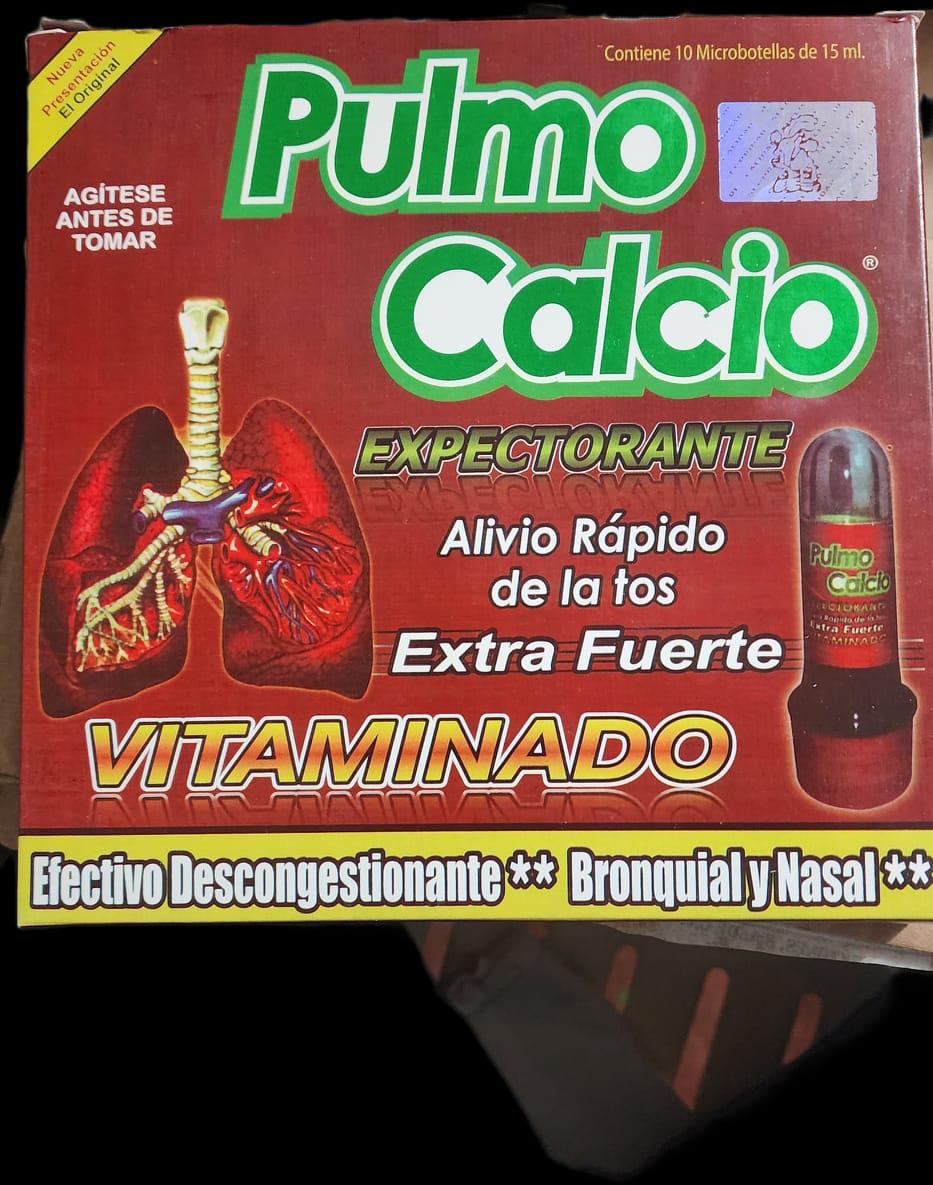 Nueva
Presentación
El Original
Contiene 10 Microbotellas de 15 ml.
Pulmo
Calcio®
AGÍTESE
ANTES DE
TOMAR
EXPECTORANTE
Alivio Rápido
de la tos
Extra Fuerte
VITAMINADO
Pulmo
Calcio
Extra Fuerte
Efectivo Descongestionante ** Bronquial y Nasal **